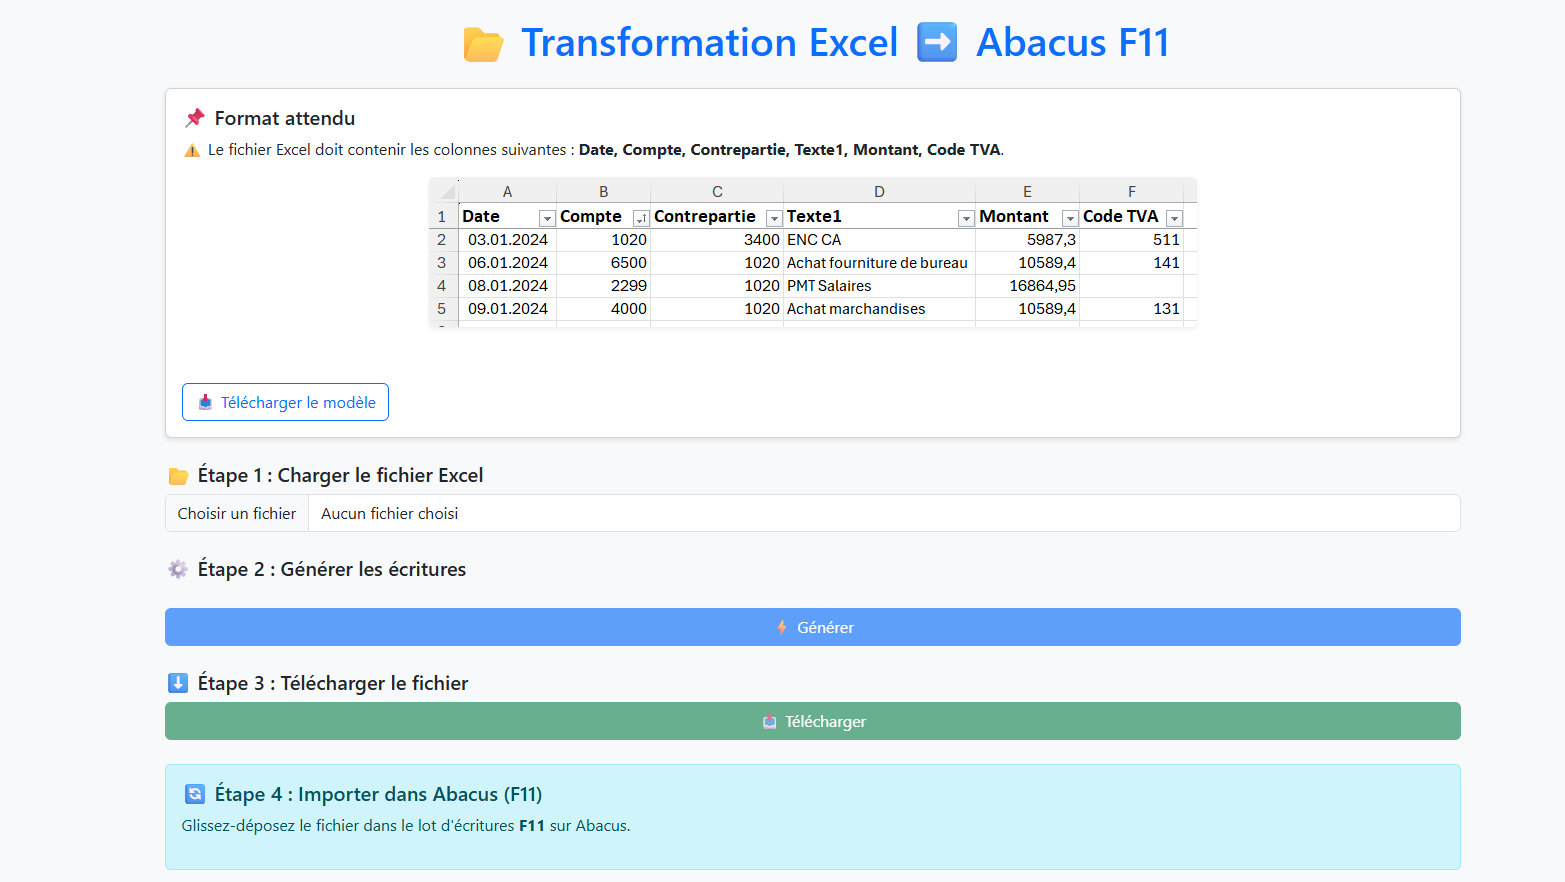 Transformation Excel ➡ Abacus F11
Format attendu
Le fichier Excel doit contenir les colonnes suivantes : Date, Compte, Contrepartie, Texte1, Montant, Code TVA.
A B C D E F
1 Date Compte Contrepartie Texte1 Montant Code TVA
2 03.01.2024 1020 3400 ENC CA 5987,3 511
3 06.01.2024 6500 1020 Achat fourniture de bureau 10589,4 141
4 08.01.2024 2299 1020 PMT Salaires 16864,95
5 09.01.2024 4000 1020 Achat marchandises 10589,4 131
Télécharger le modèle
Étape 1 : Charger le fichier Excel
Choisir un fichier Aucun fichier choisi
Étape 2 : Générer les écritures
Générer
Étape 3 : Télécharger le fichier
Télécharger
Étape 4 : Importer dans Abacus (F11)
Glissez-déposez le fichier dans le lot d'écritures F11 sur Abacus.